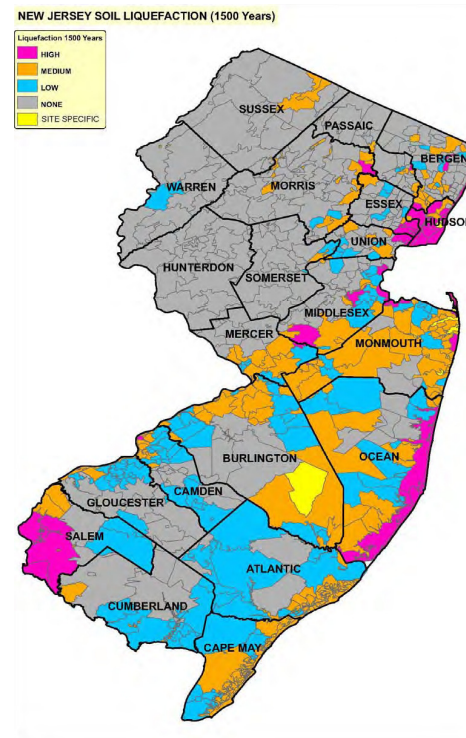 NEW JERSEY SOIL LIQUEFACTION (1500 Years)
Liquefaction 1500 Years
HIGH
MEDIUM
LOW
NONE
SITE SPECIFIC
SUSSEX
PASSAIC
BERGEN
WARREN
MORRIS
ESSEX
HUDSON
UNION
HUNTERDON
SOMERSET
MIDDLESEX
MERCER
MONMOUTH
OCEAN
BURLINGTON
CAMDEN
GLOUCESTER
SALEM
ATLANTIC
CUMBERLAND
CAPE MAY